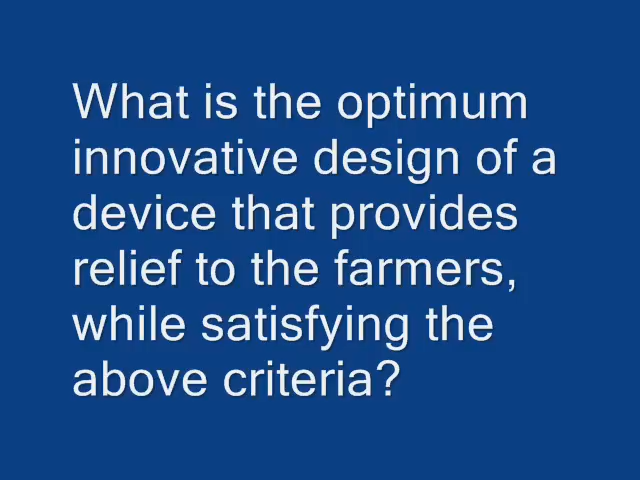 What is the optimum
innovative design of a
device that provides
relief to the farmers,
while satisfying the
above criteria?